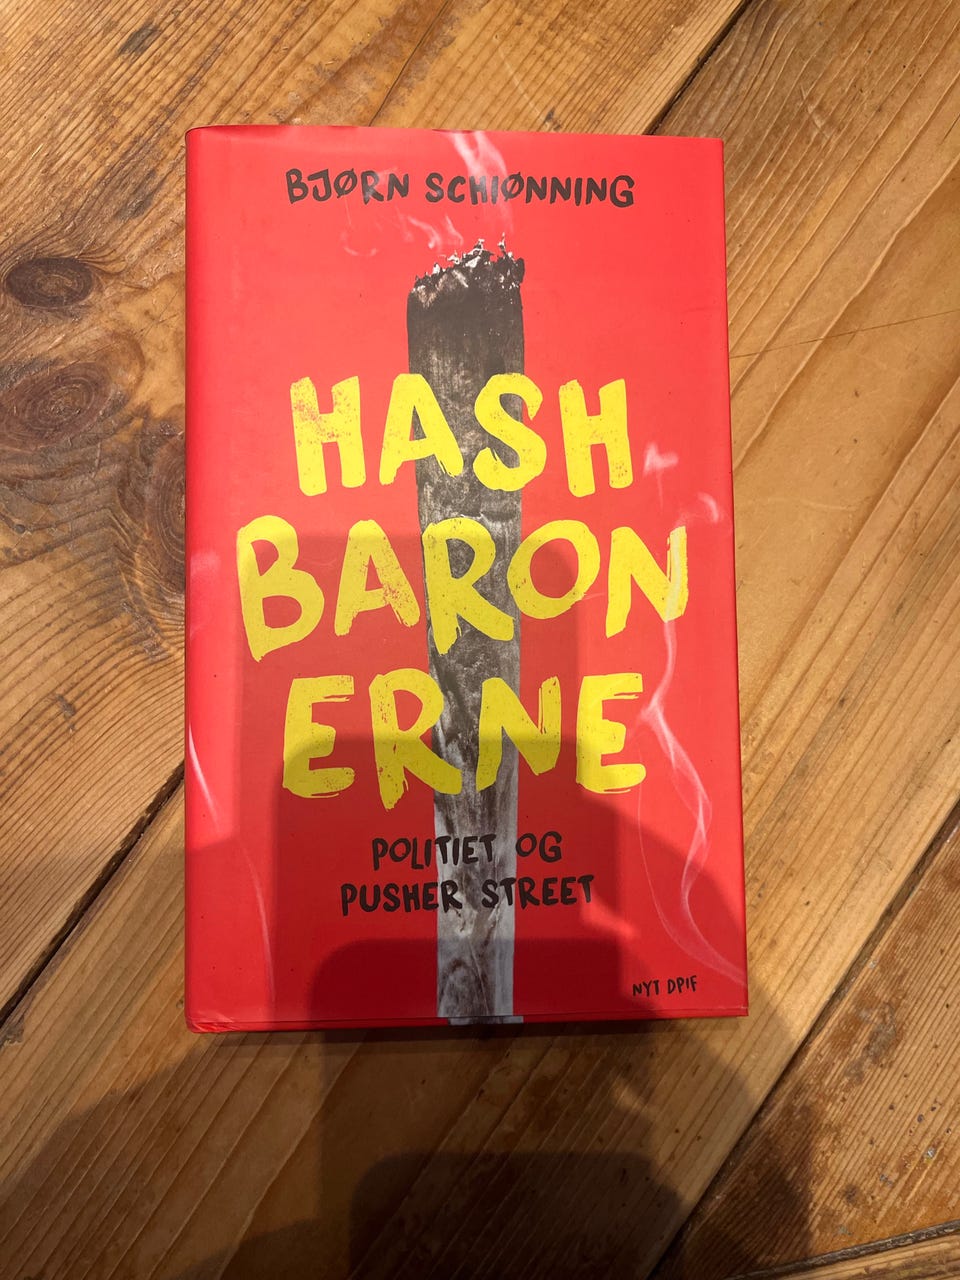 BJØRN SCHIØNNING
HASH
BARON
ERNE
POLITIET OG
PUSHER STREET
NYT DPIF